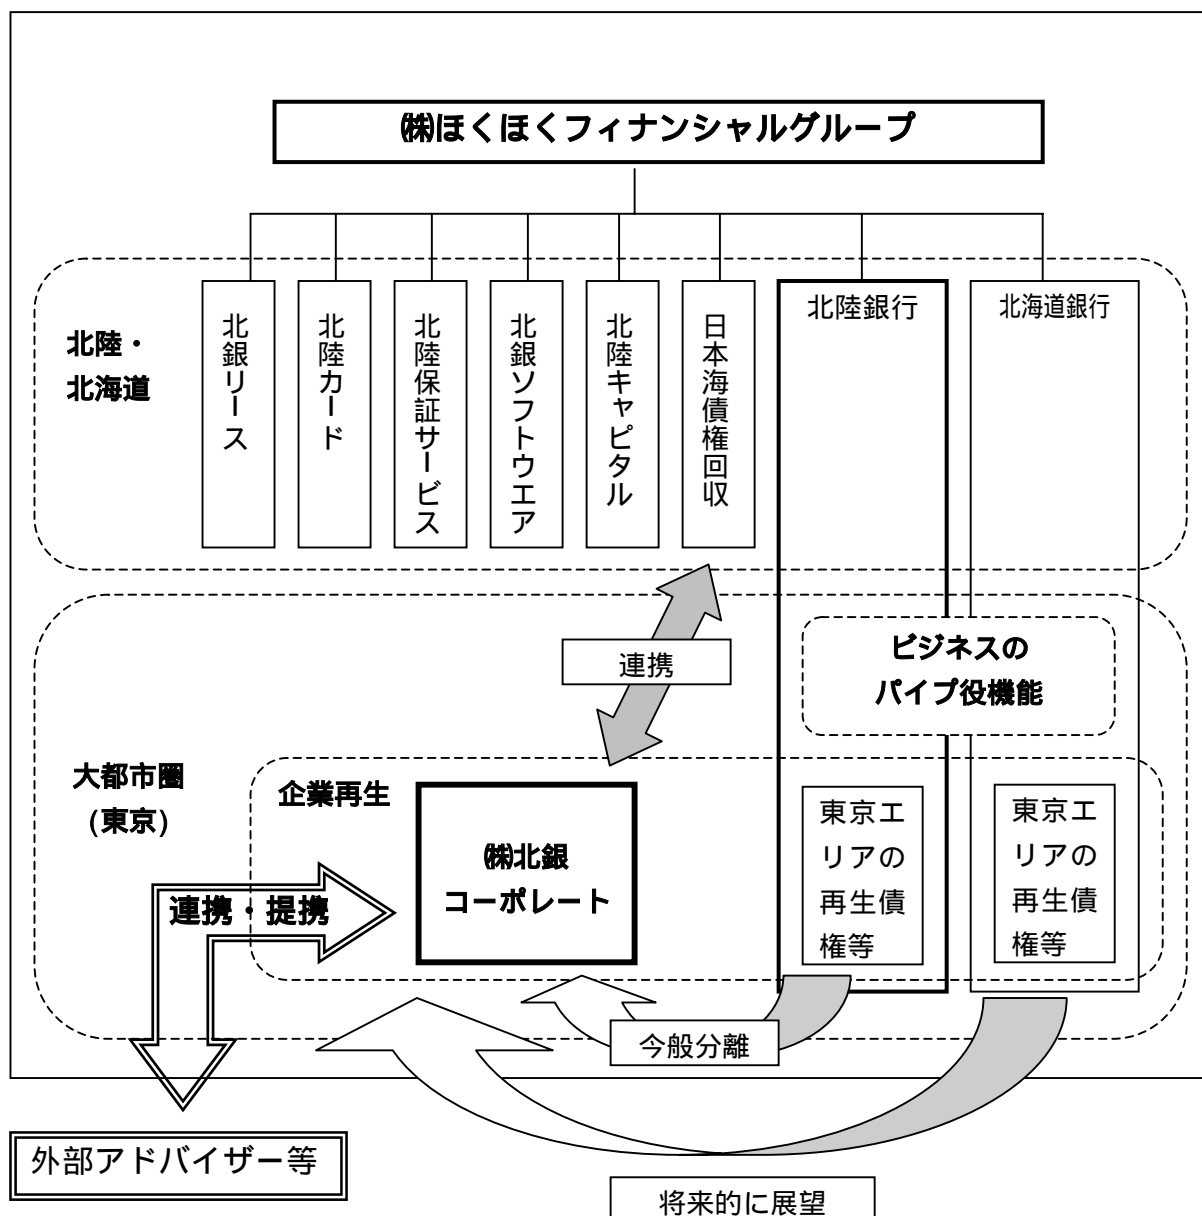 ㈱ほくほくフィナンシャルグループ
北陸・
北海道
北銀リース
北陸カード
北陸保証サービス
北銀ソフトウエア
北陸キャピタル
日本海債権回収
北陸銀行
北海道銀行
連携
ビジネスの
パイプ役機能
大都市圏
(東京)
企業再生
㈱北銀
コーポレート
東京エ
リアの
再生債
権等
東京エ
リアの
再生債
権等
連携・提携
今般分離
外部アドバイザー等
将来的に展望